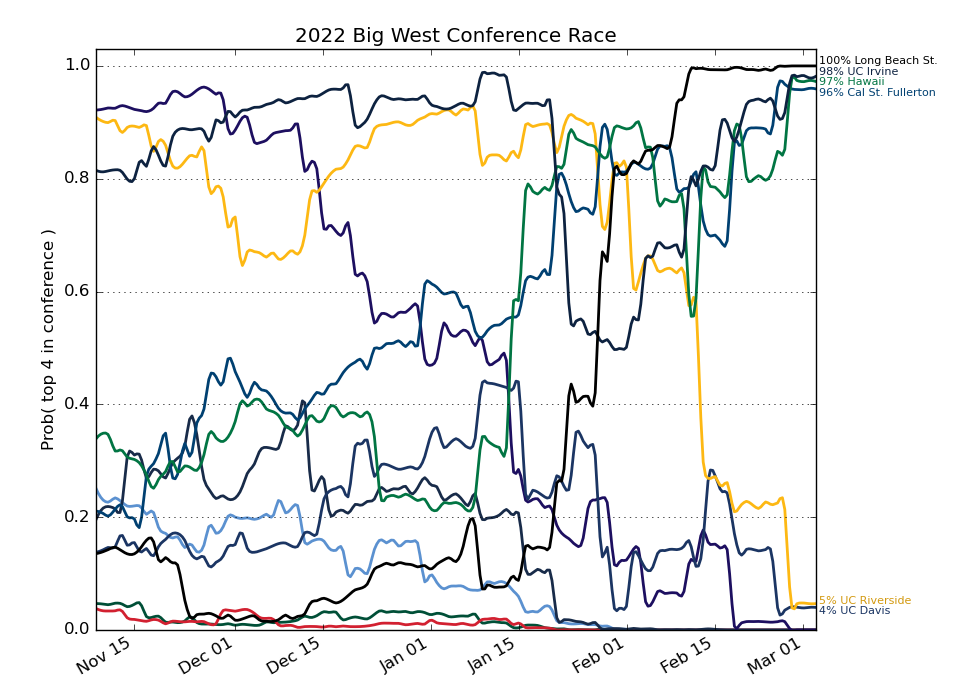 2022 Big West Conference Race
Prob( top 4 in conference )
1.0
0.8
0.6
0.4
0.2
0.0
Nov 15
Dec 01
Dec 15
Jan 01
Jan 15
Feb 01
Feb 15
Mar 01
100% Long Beach St.
98% UC Irvine
97% Hawaii
96% Cal St. Fullerton
5% UC Riverside
4% UC Davis